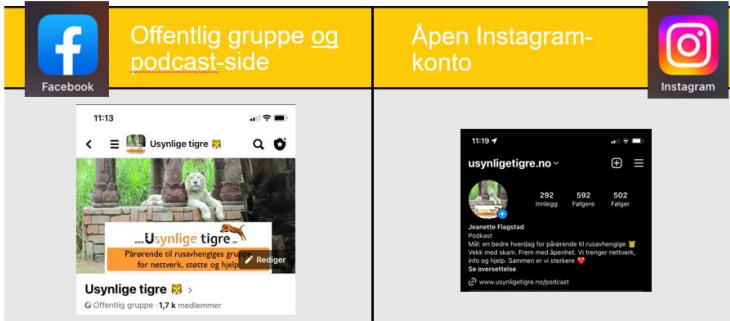 Facebook
Offentlig gruppe og
podcast-side
Åpen Instagram-
konto
Instagram
11:13
Usynlige tigre
Usynlige tigre
Pårørende til rusavhengiges gruppe
for nettverk, støtte og hjelp
Rediger
Usynlige tigre
Offentlig gruppe · 1,7 k medlemmer
11:19
usynligetigre.no
292
592
502
Innlegg
Følgere
Følger
Jeanette Flagstad
Podkast
Mål: en bedre hverdag for pårørende til rusavhengige
Vekk med skam. Frem med åpenhet. Vi trenger nettverk,
info og hjelp. Sammen er vi sterkere
Se oversettelse
www.usynligetigre.no/podcast